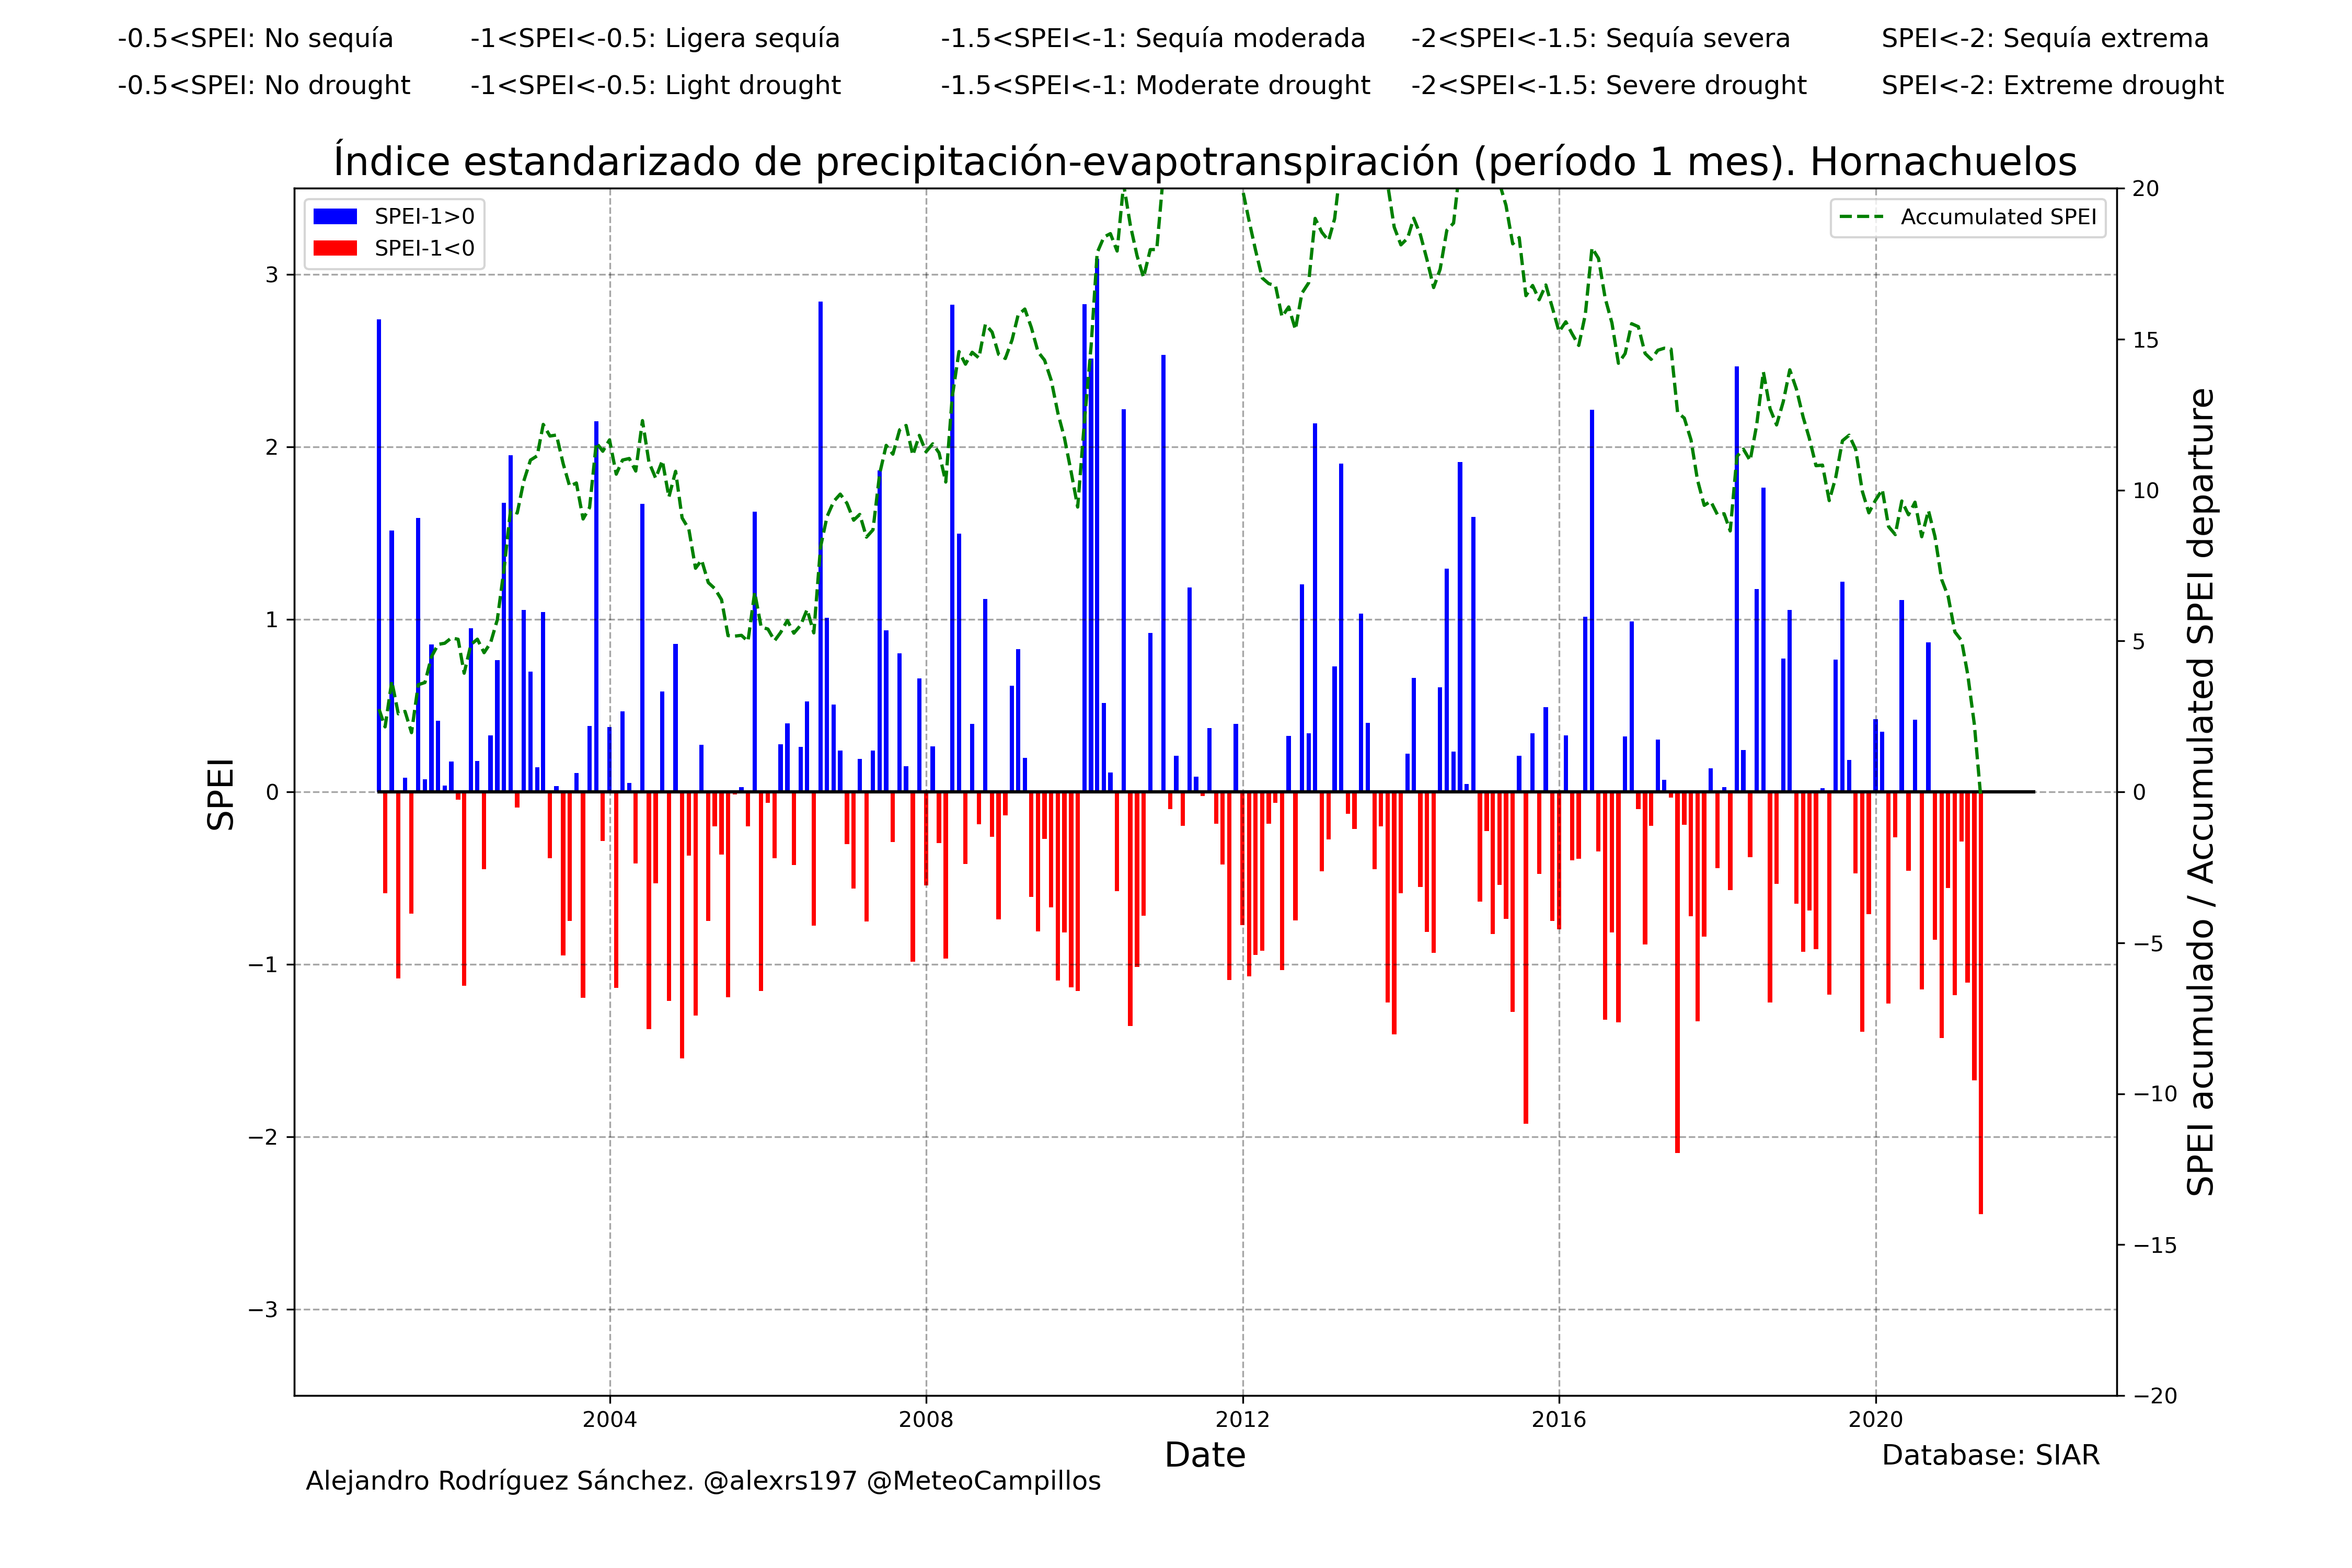 -0.5<SPEI: No sequía -1<SPEI<-0.5: Ligera sequía -1.5<SPEI<-1: Sequía moderada -2<SPEI<-1.5: Sequía severa SPEI<-2: Sequía extrema
-0.5<SPEI: No drought -1<SPEI<-0.5: Light drought -1.5<SPEI<-1: Moderate drought -2<SPEI<-1.5: Severe drought SPEI<-2: Extreme drought
Índice estandarizado de precipitación-evapotranspiración (período 1 mes). Hornachuelos
SPEI-1>0
SPEI-1<0
Accumulated SPEI
SPEI
3
2
1
0
−1
−2
−3
20
15
10
5
0
−5
−10
−15
−20
SPEI acumulado / Accumulated SPEI departure
2004 2008 2012 2016 2020
Date
Database: SIAR
Alejandro Rodríguez Sánchez. @alexrs197 @MeteoCampillos